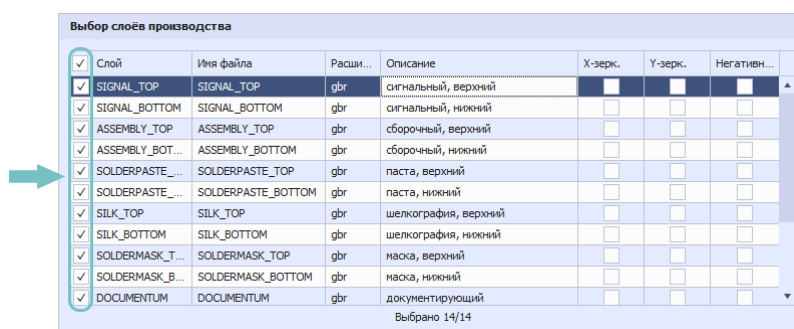 Выбор слоёв производства
Слой Имя файла Расши... Описание X-зерк. Y-зерк. Негативн...
SIGNAL_TOP SIGNAL_TOP gbr сигнальный, верхний
SIGNAL_BOTTOM SIGNAL_BOTTOM gbr сигнальный, нижний
ASSEMBLY_TOP ASSEMBLY_TOP gbr сборочный, верхний
ASSEMBLY_BOT... ASSEMBLY_BOTTOM gbr сборочный, нижний
SOLDERPASTE_... SOLDERPASTE_TOP gbr паста, верхний
SOLDERPASTE_... SOLDERPASTE_BOTTOM gbr паста, нижний
SILK_TOP SILK_TOP gbr шелкография, верхний
SILK_BOTTOM SILK_BOTTOM gbr шелкография, нижний
SOLDERMASK_T... SOLDERMASK_TOP gbr маска, верхний
SOLDERMASK_B... SOLDERMASK_BOTTOM gbr маска, нижний
DOCUMENTUM DOCUMENTUM gbr документирующий
Выбрано 14/14